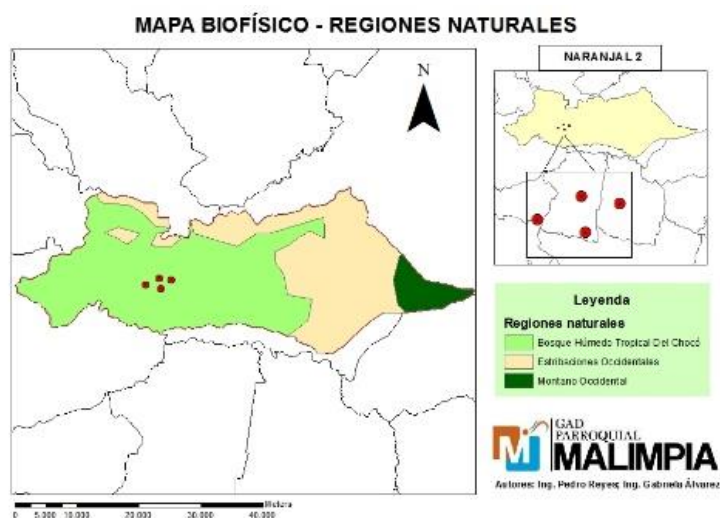 MAPA BIOFÍSICO - REGIONES NATURALES
N
NARANJAL 2
Leyenda
Regiones naturales
Bosque Húmedo Tropical Del Chocó
Estribaciones Occidentales
Montano Occidental
GAD
PARROQUIAL
MALIMPIA
Autores: Ing. Pedro Reyes; Ing. Gabriela Álvarez
Meters
0 5.000 10.000 20.000 30.000 40.000